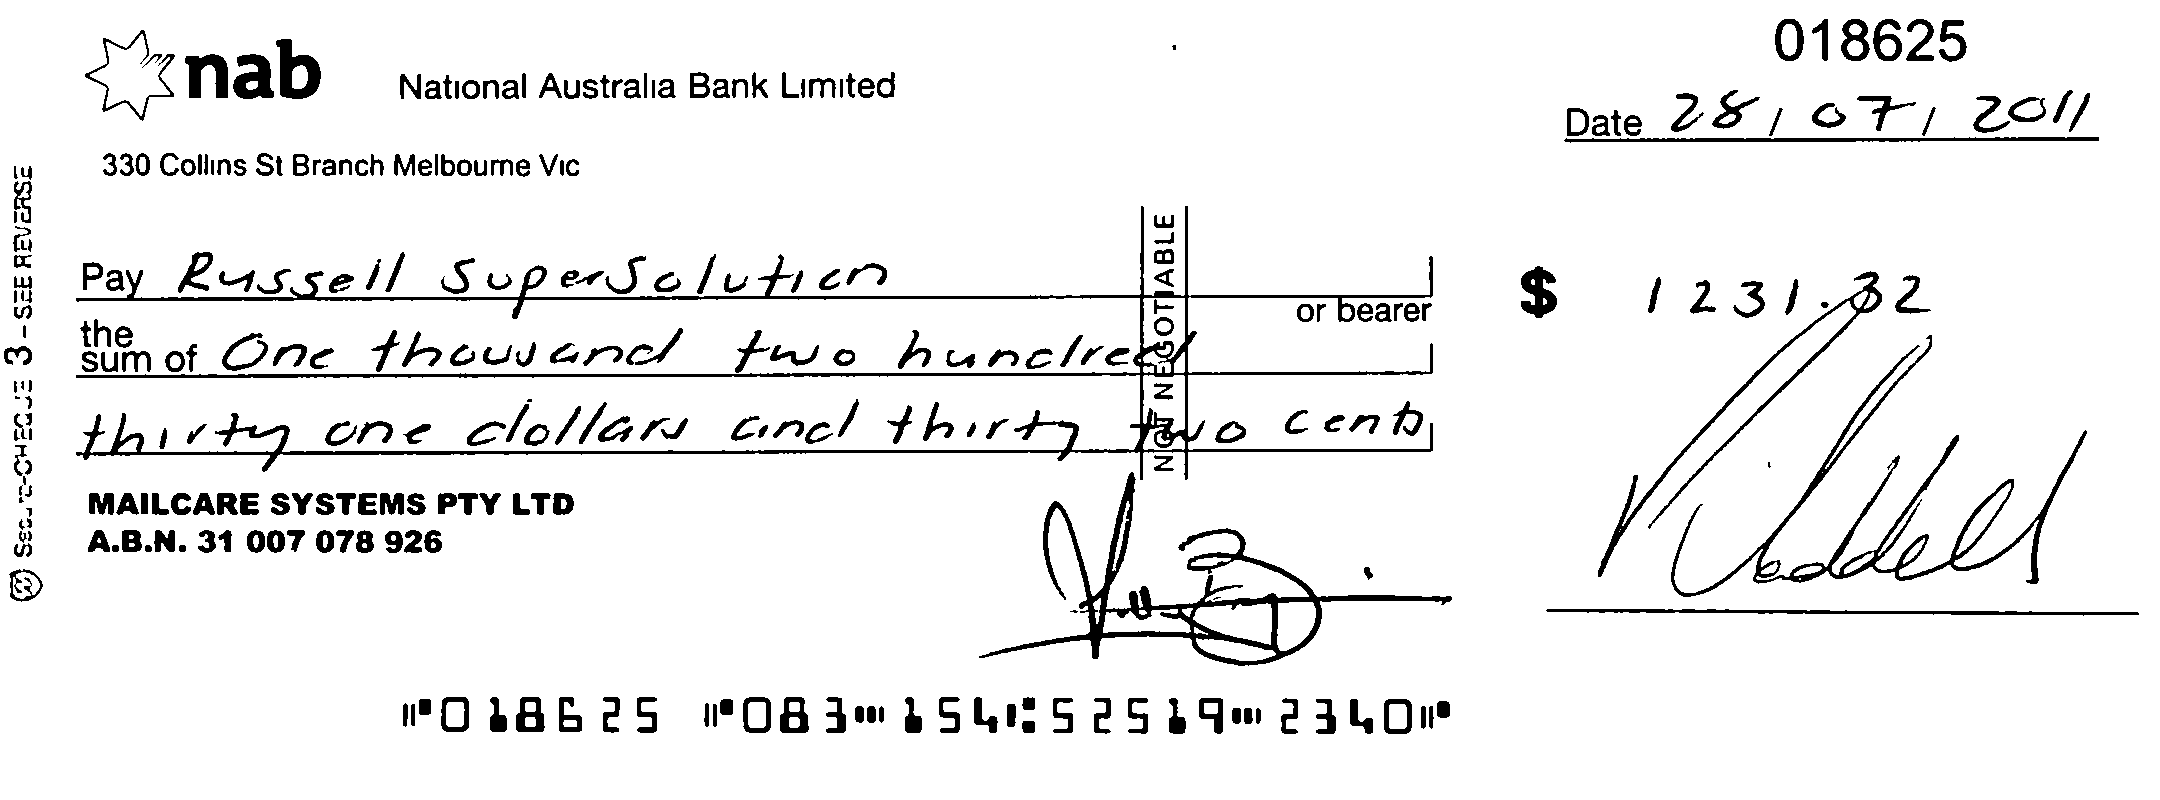 nab National Australia Bank Limited
018625
Date 28/07/2011
330 Collins St Branch Melbourne Vic
Secure-CHEQUE 3 – SEE REVERSE
NOT NEGOTIABLE
Pay Russell SuperSolution
or bearer
$ 1231.32
the
sum of One thousand two hundred
thirty one dollars and thirty two cents
MAILCARE SYSTEMS PTY LTD
A.B.N. 31 007 078 926
⑈018625 ⑈083⑉154⑆52519⑉2340⑈